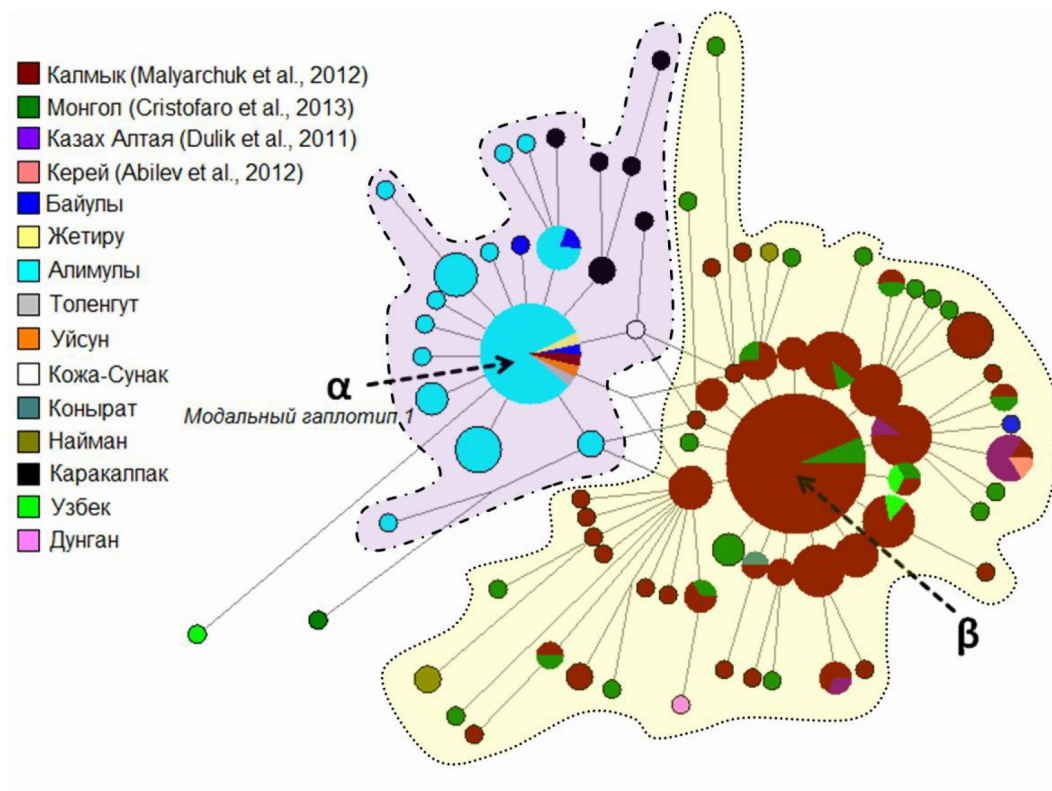 Калмык (Malyarchuk et al., 2012)
Монгол (Cristofaro et al., 2013)
Казах Алтая (Dulik et al., 2011)
Керей (Abilev et al., 2012)
Байулы
Жетиру
Алимулы
Толенгут
Уйсун
Кожа-Сунак
Конырат
Найман
Каракалпак
Узбек
Дунган
α
Модальный гаплотип 1
β